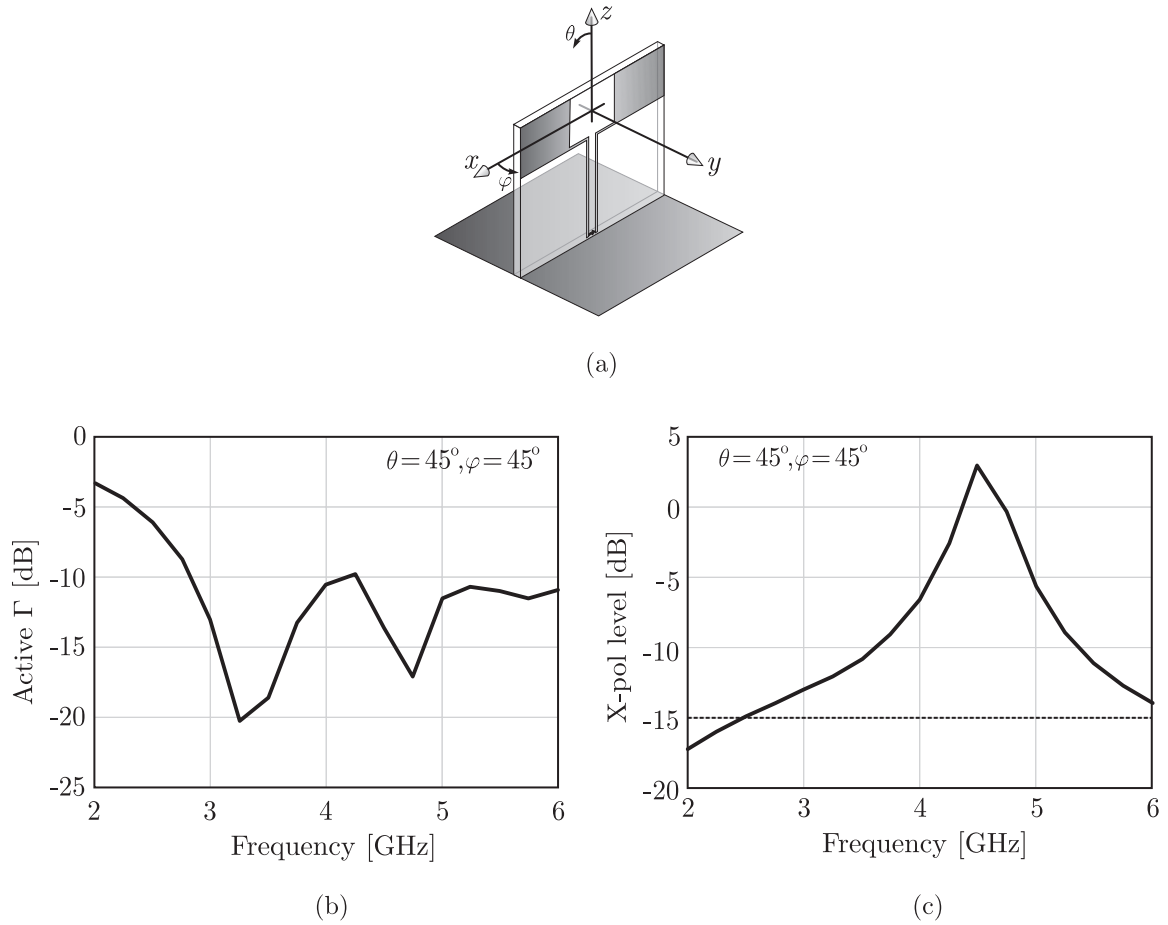 z
θ
x
φ
y
(a)
0
-5
-10
-15
-20
-25
2 3 4 5 6
Active Γ [dB]
θ=45°,φ=45°
Frequency [GHz]
(b)
5
0
-5
-10
-15
-20
2 3 4 5 6
X-pol level [dB]
θ=45°,φ=45°
Frequency [GHz]
(c)